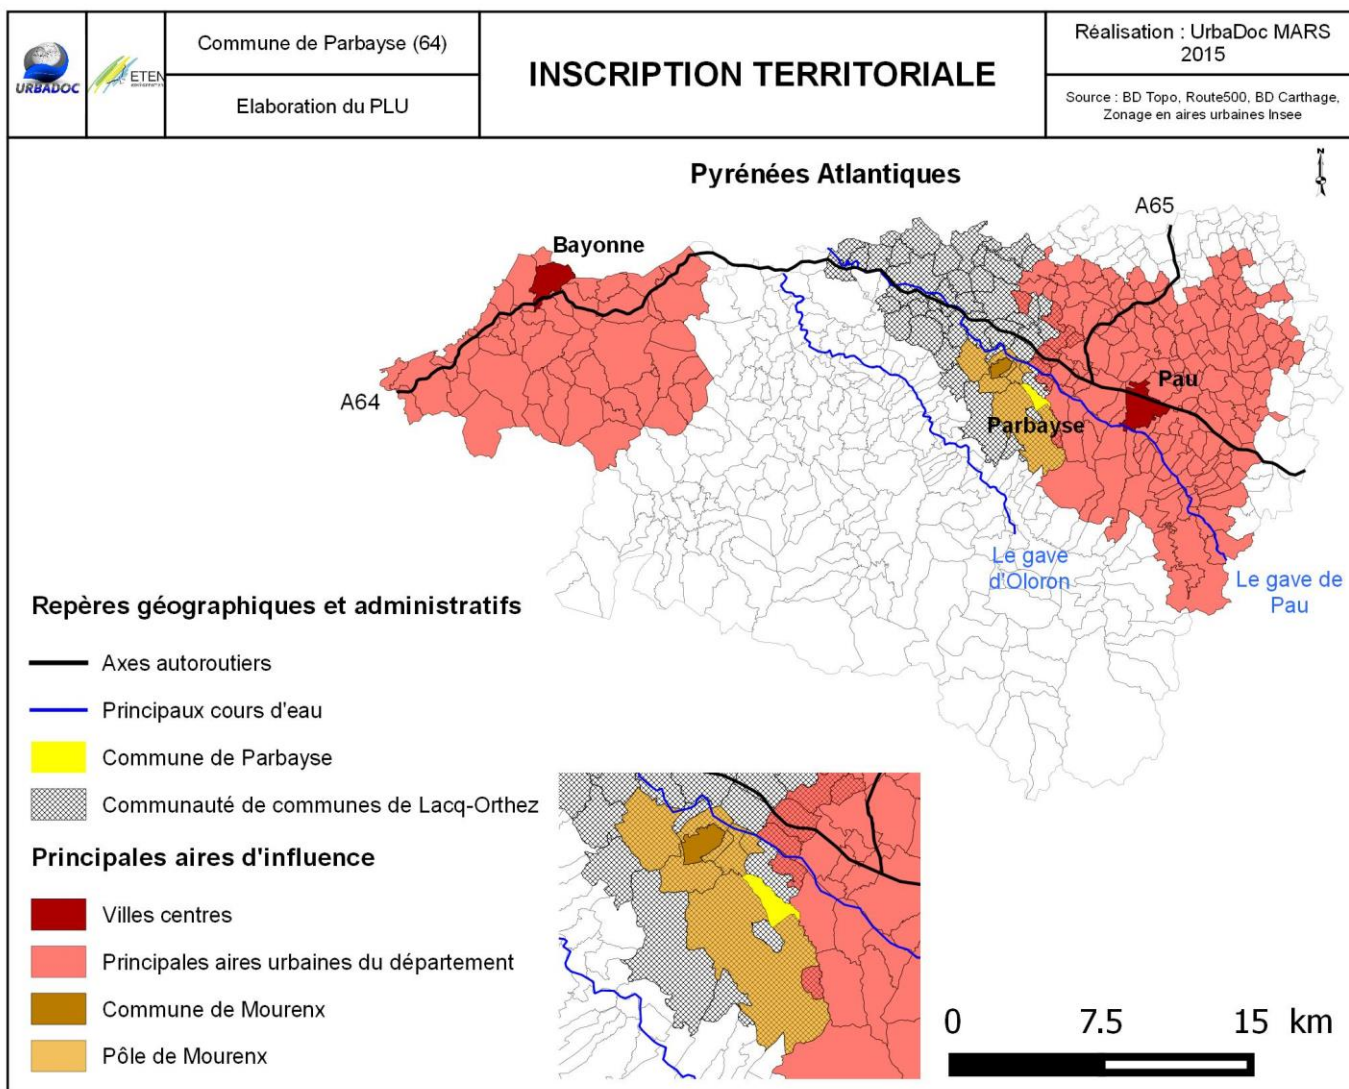 URBADOC
ETEN
Commune de Parbayse (64)
Elaboration du PLU
INSCRIPTION TERRITORIALE
Réalisation : UrbaDoc MARS
2015
Source : BD Topo, Route500, BD Carthage,
Zonage en aires urbaines Insee
Pyrénées Atlantiques
N
A65
Bayonne
A64
Pau
Parbayse
Le gave
d'Oloron
Le gave de
Pau
Repères géographiques et administratifs
Axes autoroutiers
Principaux cours d'eau
Commune de Parbayse
Communauté de communes de Lacq-Orthez
Principales aires d'influence
Villes centres
Principales aires urbaines du département
Commune de Mourenx
Pôle de Mourenx
0 7.5 15 km